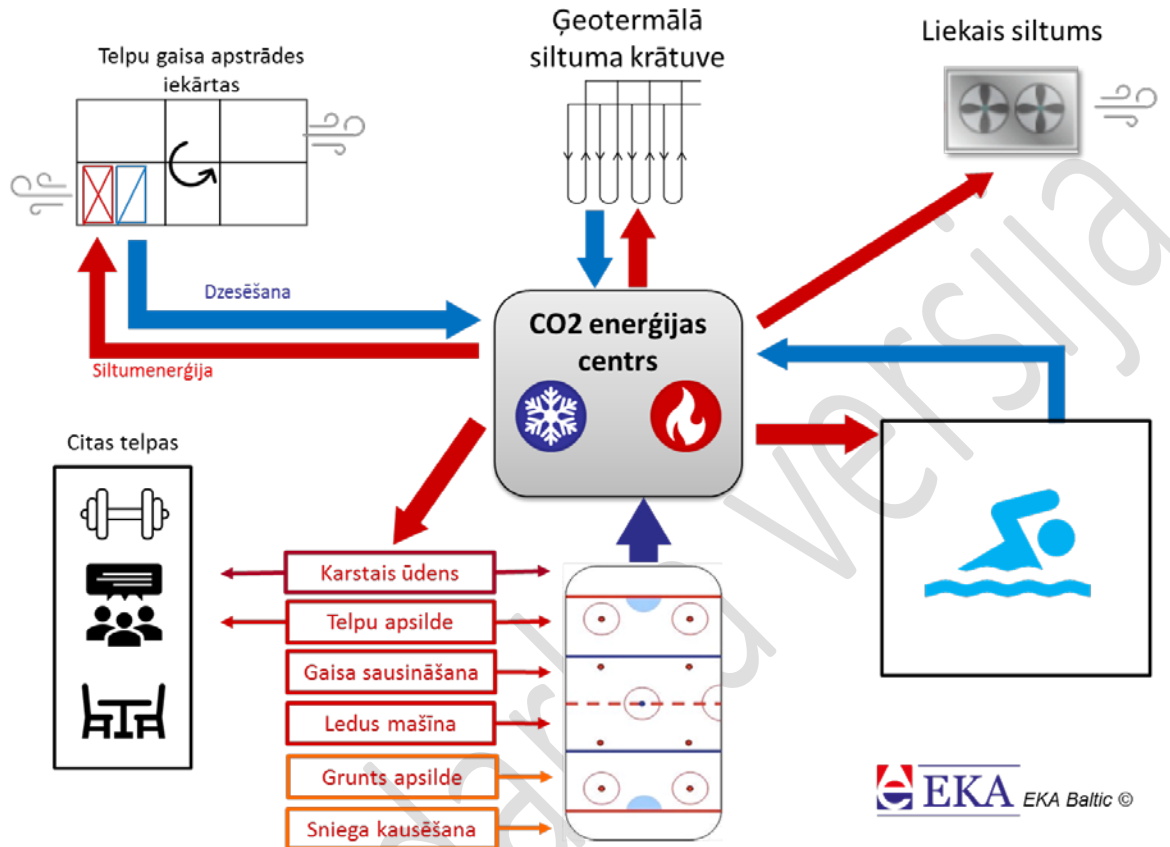 Telpu gaisa apstrādes
iekārtas
Ģeotermālā
siltuma krātuve
Liekais siltums
Dzesēšana
Siltumenerģija
CO2 enerģijas
centrs
Citas telpas
Karstais ūdens
Telpu apsilde
Gaisa sausināšana
Ledus mašīna
Grunts apsilde
Sniega kausēšana
EKA EKA Baltic ©
versija